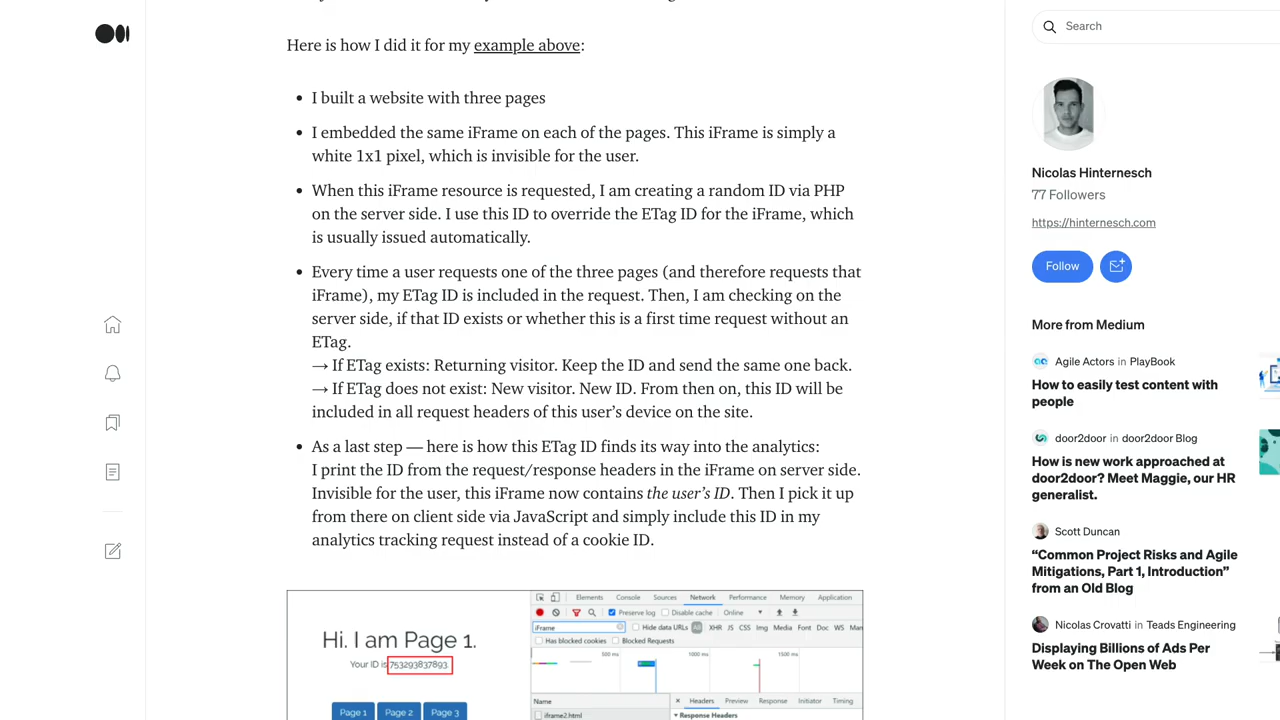 Here is how I did it for my example above:
I built a website with three pages
I embedded the same iFrame on each of the pages. This iFrame is simply a
white 1x1 pixel, which is invisible for the user.
When this iFrame resource is requested, I am creating a random ID via PHP
on the server side. I use this ID to override the ETag ID for the iFrame, which
is usually issued automatically.
Every time a user requests one of the three pages (and therefore requests that
iFrame), my ETag ID is included in the request. Then, I am checking on the
server side, if that ID exists or whether this is a first time request without an
ETag.
→ If ETag exists: Returning visitor. Keep the ID and send the same one back.
→ If ETag does not exist: New visitor. New ID. From then on, this ID will be
included in all request headers of this user's device on the site.
As a last step — here is how this ETag ID finds its way into the analytics:
I print the ID from the request/response headers in the iFrame on server side.
Invisible for the user, this iFrame now contains the user's ID. Then I pick it up
from there on client side via JavaScript and simply include this ID in my
analytics tracking request instead of a cookie ID.
Hi. I am Page 1.
Your ID is 753293837893.
Page 1 Page 2 Page 3
Elements Console Sources Network Performance Memory Application
Preserve log Disable cache Online
iFrame Hide data URLs All XHR JS CSS Img Media Font Doc WS Man
Has blocked cookies Blocked Requests
500 ms 1000 ms 1500 ms
Name × Headers Preview Response Initiator Timing
iframe2.html Response Headers
Search
Nicolas Hinternesch
77 Followers
https://hinternesch.com
Follow
More from Medium
Agile Actors in PlayBook
How to easily test content with
people
door2door in door2door Blog
How is new work approached at
door2door? Meet Maggie, our HR
generalist.
Scott Duncan
“Common Project Risks and Agile
Mitigations, Part 1, Introduction”
from an Old Blog
Nicolas Crovatti in Teads Engineering
Displaying Billions of Ads Per
Week on The Open Web